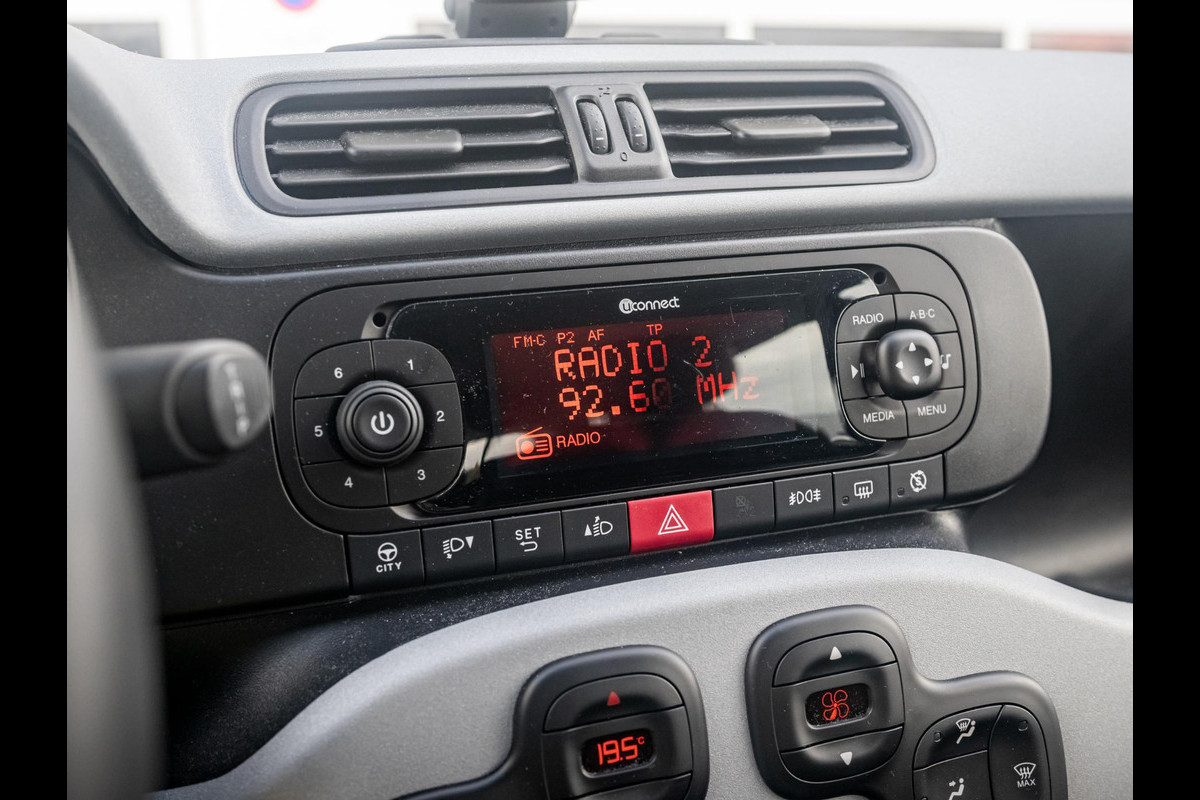 uconnect
FM-C P2 AF TP
RADIO 2
92.60 MHz
RADIO
6 1
5 2
4 3
RADIO A·B·C
MEDIA MENU
CITY
SET
19.5°C
MAX
0